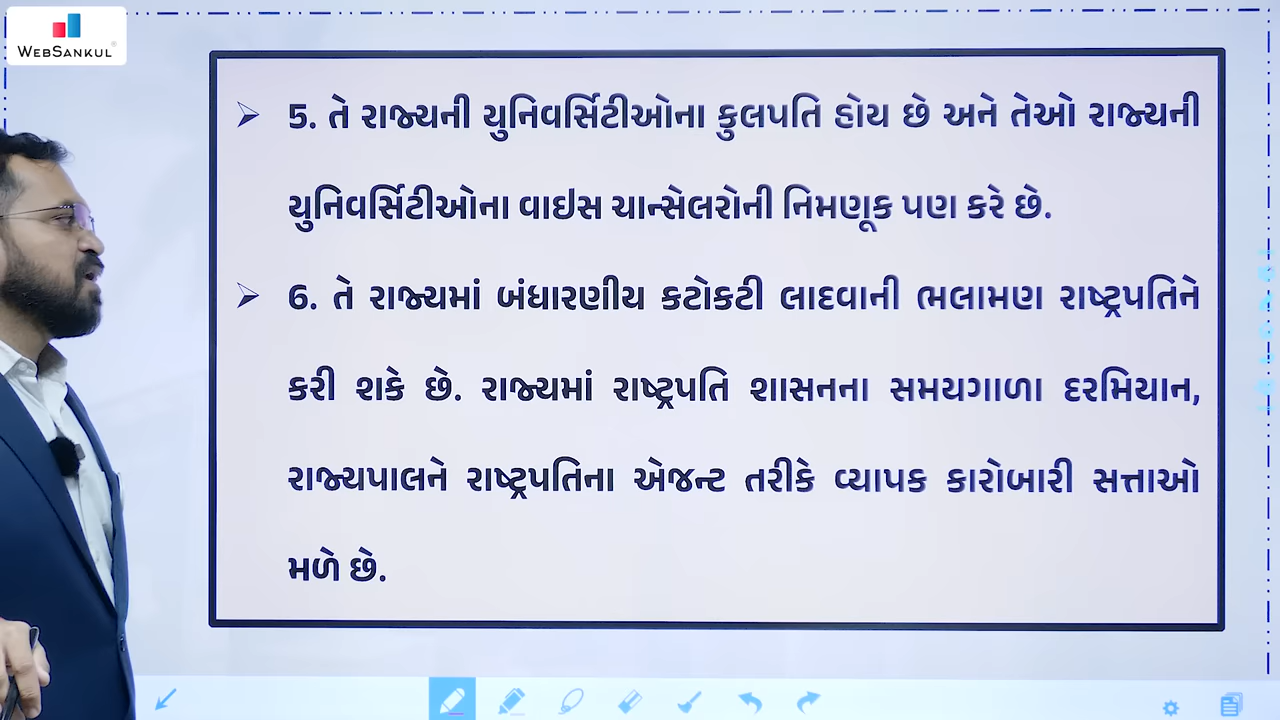 WEBSANKUL
➢ 5. તે રાજ્યની યુનિવર્સિટીઓના કુલપતિ હોય છે અને તેઓ રાજ્યની
યુનિવર્સિટીઓના વાઇસ ચાન્સેલરોની નિમણૂક પણ કરે છે.
➢ 6. તે રાજ્યમાં બંધારણીય કટોકટી લાદવાની ભલામણ રાષ્ટ્રપતિને
કરી શકે છે. રાજ્યમાં રાષ્ટ્રપતિ શાસનના સમયગાળા દરમિયાન,
રાજ્યપાલને રાષ્ટ્રપતિના એજન્ટ તરીકે વ્યાપક કારોબારી સત્તાઓ
મળે છે.